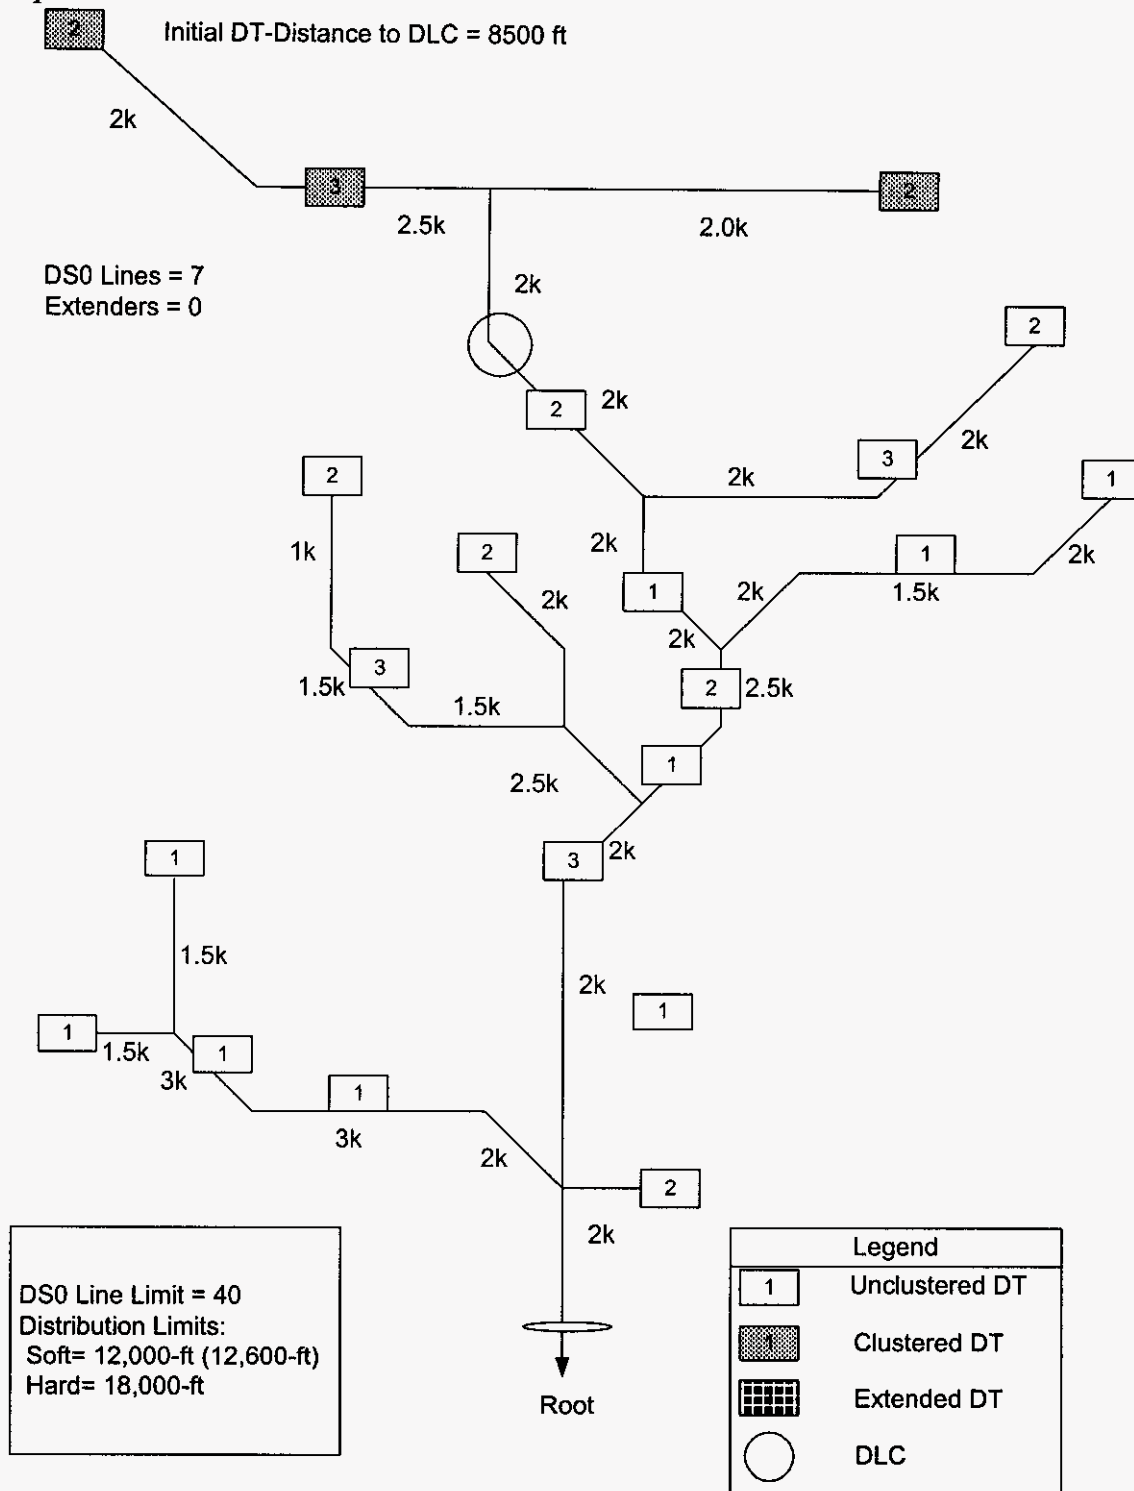 2
Initial DT-Distance to DLC = 8500 ft
2k
3
2
2.5k
2.0k
DS0 Lines = 7
Extenders = 0
2k
2
2
2k
3
2k
2k
2
1
1k
2
2k
1
2k
1.5k
2k
1
2k
2k
3
1.5k
1.5k
2
2.5k
1
2.5k
3
2k
1
1.5k
2k
1
1
1.5k
1
3k
1
3k
2k
2
2k
DS0 Line Limit = 40
Distribution Limits:
Soft= 12,000-ft (12,600-ft)
Hard= 18,000-ft
Root
Legend
1
Unclustered DT
1
Clustered DT
Extended DT
DLC